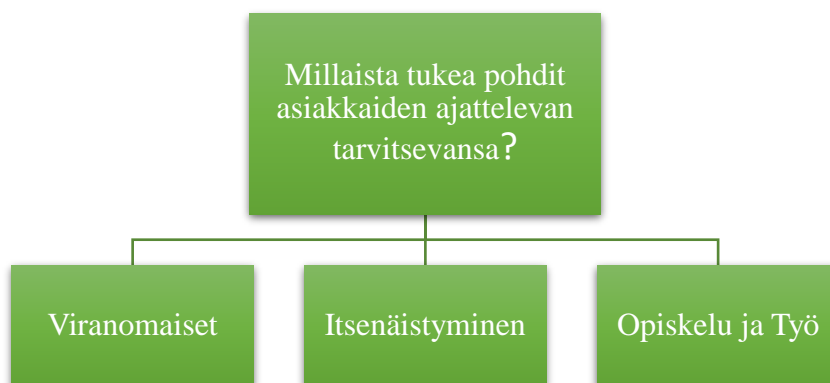 Millaista tukea pohdit
asiakkaiden ajattelevan
tarvitsevansa?
Viranomaiset
Itsenäistyminen
Opiskelu ja Työ